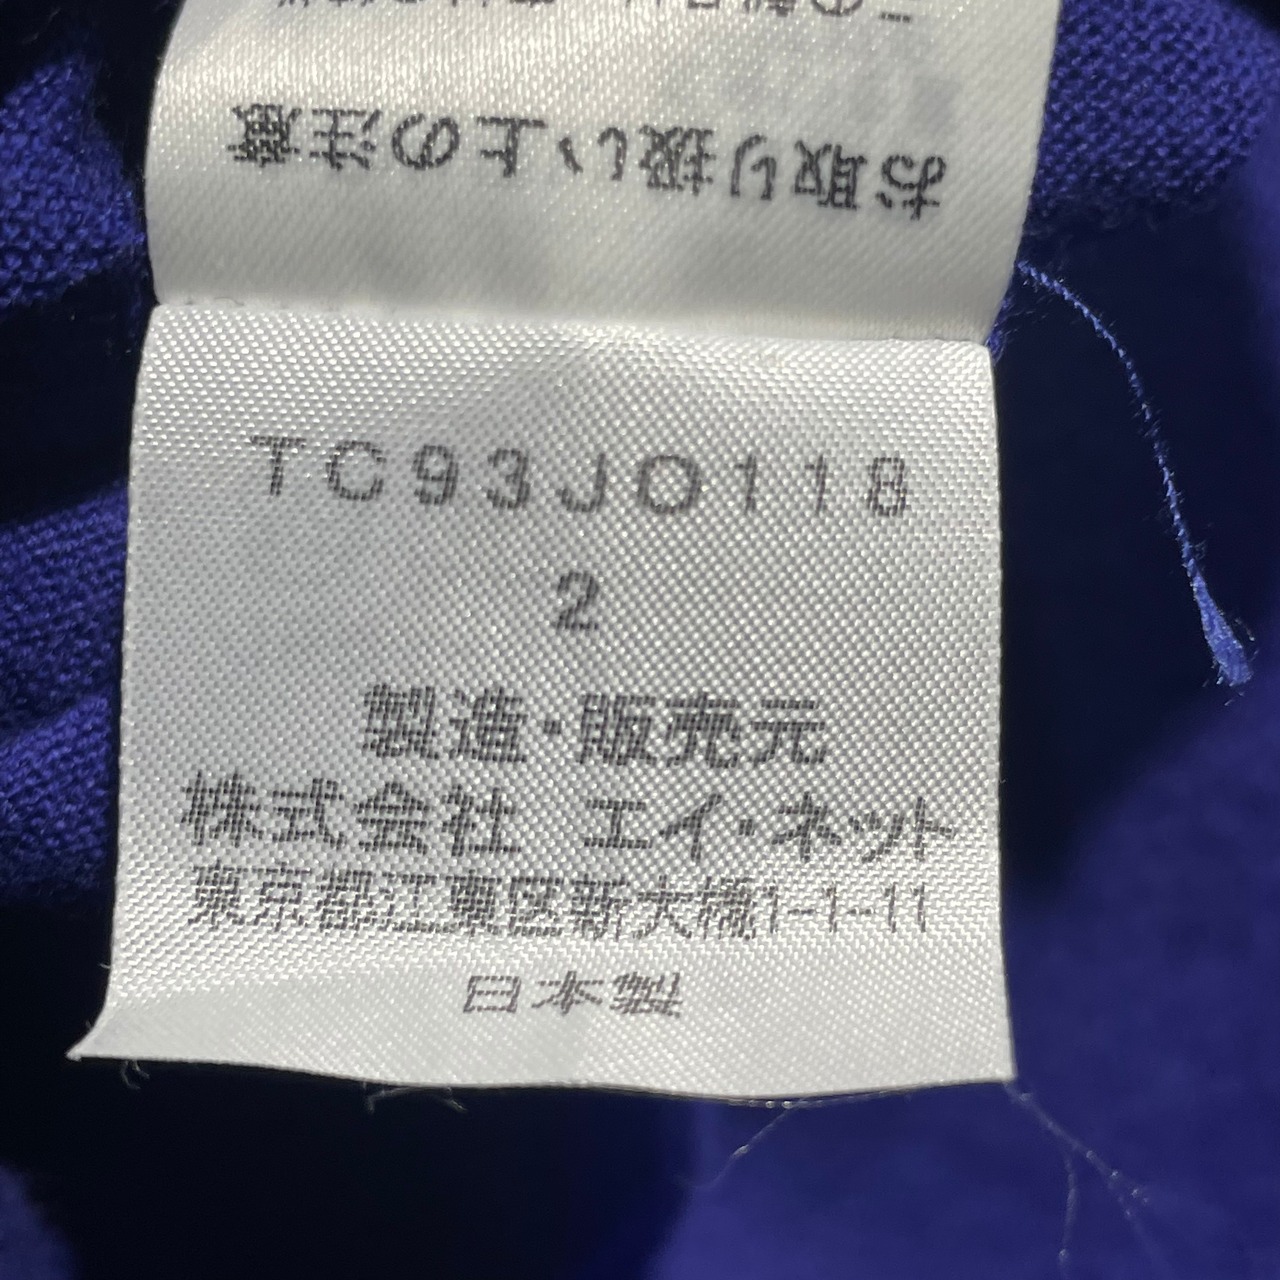 お取り扱い上の注意
TC93JO118
2
製造・販売元
株式会社 エイ・ネット
東京都江東区新大橋1-1-11
日本製